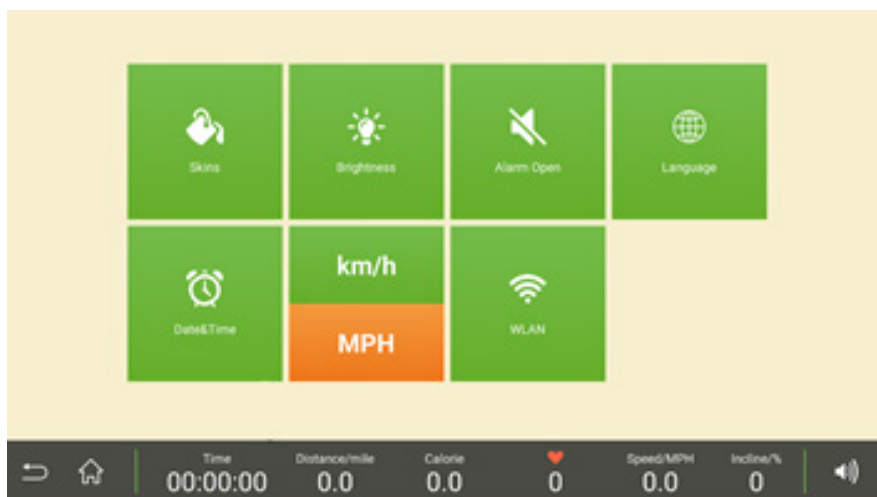 Skins
Brightness
Alarm Open
Language
Date&Time
km/h
MPH
WLAN
Time
00:00:00
Distance/mile
0.0
Calorie
0.0
0
Speed/MPH
0.0
Incline/%
0